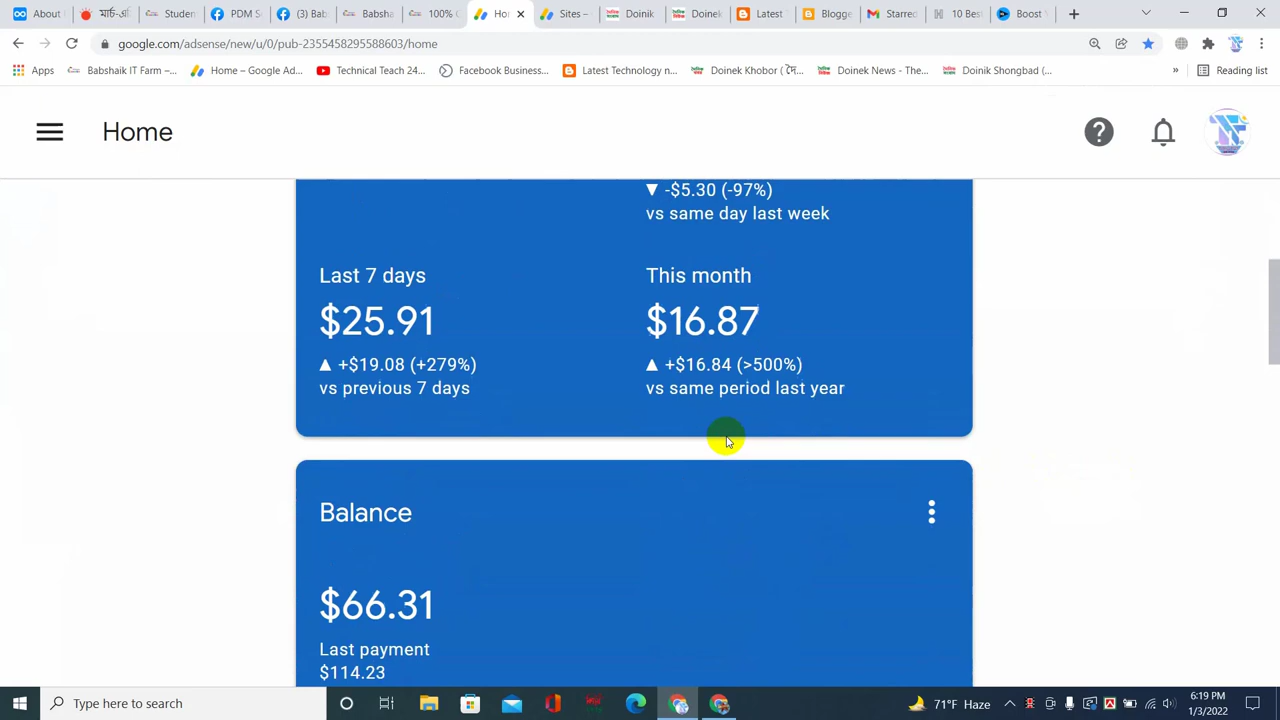 About
Studen
PDM S
(3) Baba
Babsha
100%
Hom
Sites –
Doinik
Doinek
Latest
Blogge
Starred
10 Bes
Boost
google.com/adsense/new/u/0/pub-2355458295588603/home
Apps
Babshaik IT Farm –...
Home – Google Ad...
Technical Teach 24...
Facebook Business...
Latest Technology n...
Doinek Khobor ( দৈ...
Doinek News - The...
Doinik Shongbad (...
»
Reading list
Home
▼ -$5.30 (-97%)
vs same day last week
Last 7 days
This month
$25.91
$16.87
▲ +$19.08 (+279%)
▲ +$16.84 (>500%)
vs previous 7 days
vs same period last year
Balance
$66.31
Last payment
$114.23
Type here to search
71°F Haze
6:19 PM
1/3/2022